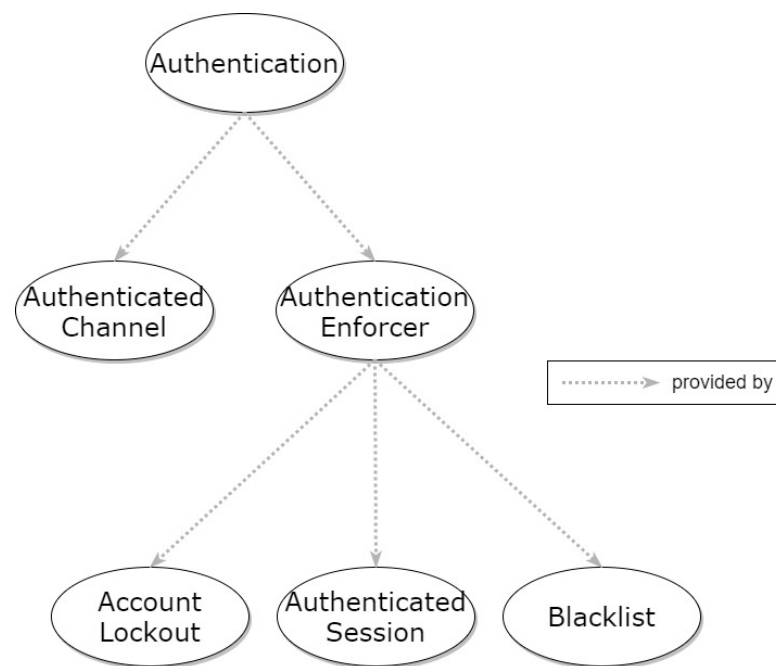 Authentication
Authenticated
Channel
Authentication
Enforcer
provided by
Account
Lockout
Authenticated
Session
Blacklist